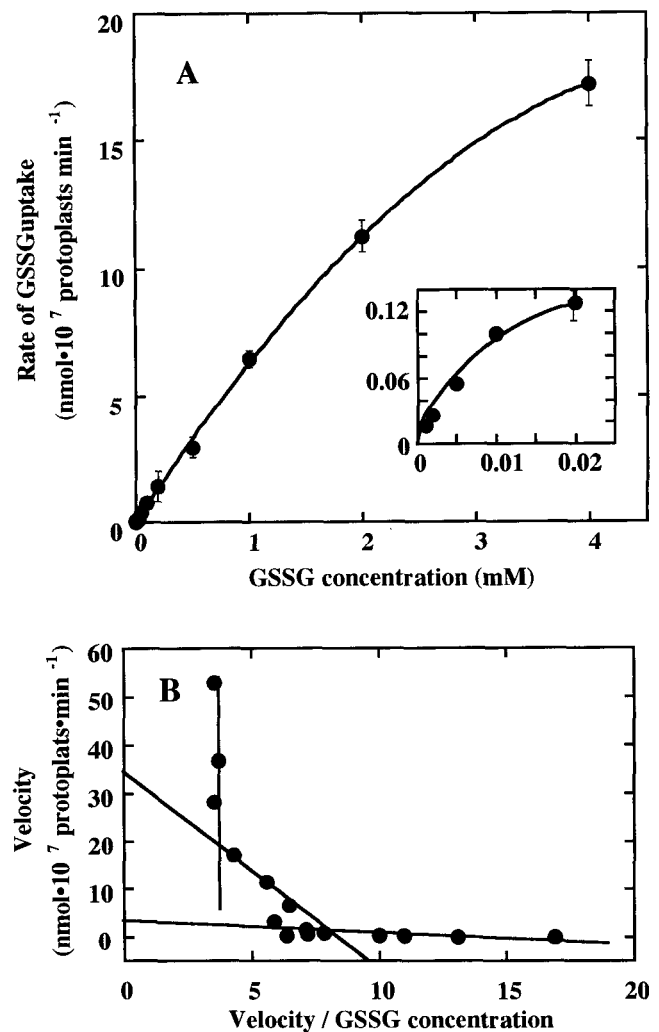 A
Rate of GSSGuptake
(nmol•10 7 protoplasts min -1)
20
15
10
5
0
0.12
0.06
0
0 0.01 0.02
0 1 2 3 4
GSSG concentration (mM)
B
Velocity
(nmol•10 7 protoplats•min -1)
60
50
40
30
20
10
0
0 5 10 15 20
Velocity / GSSG concentration